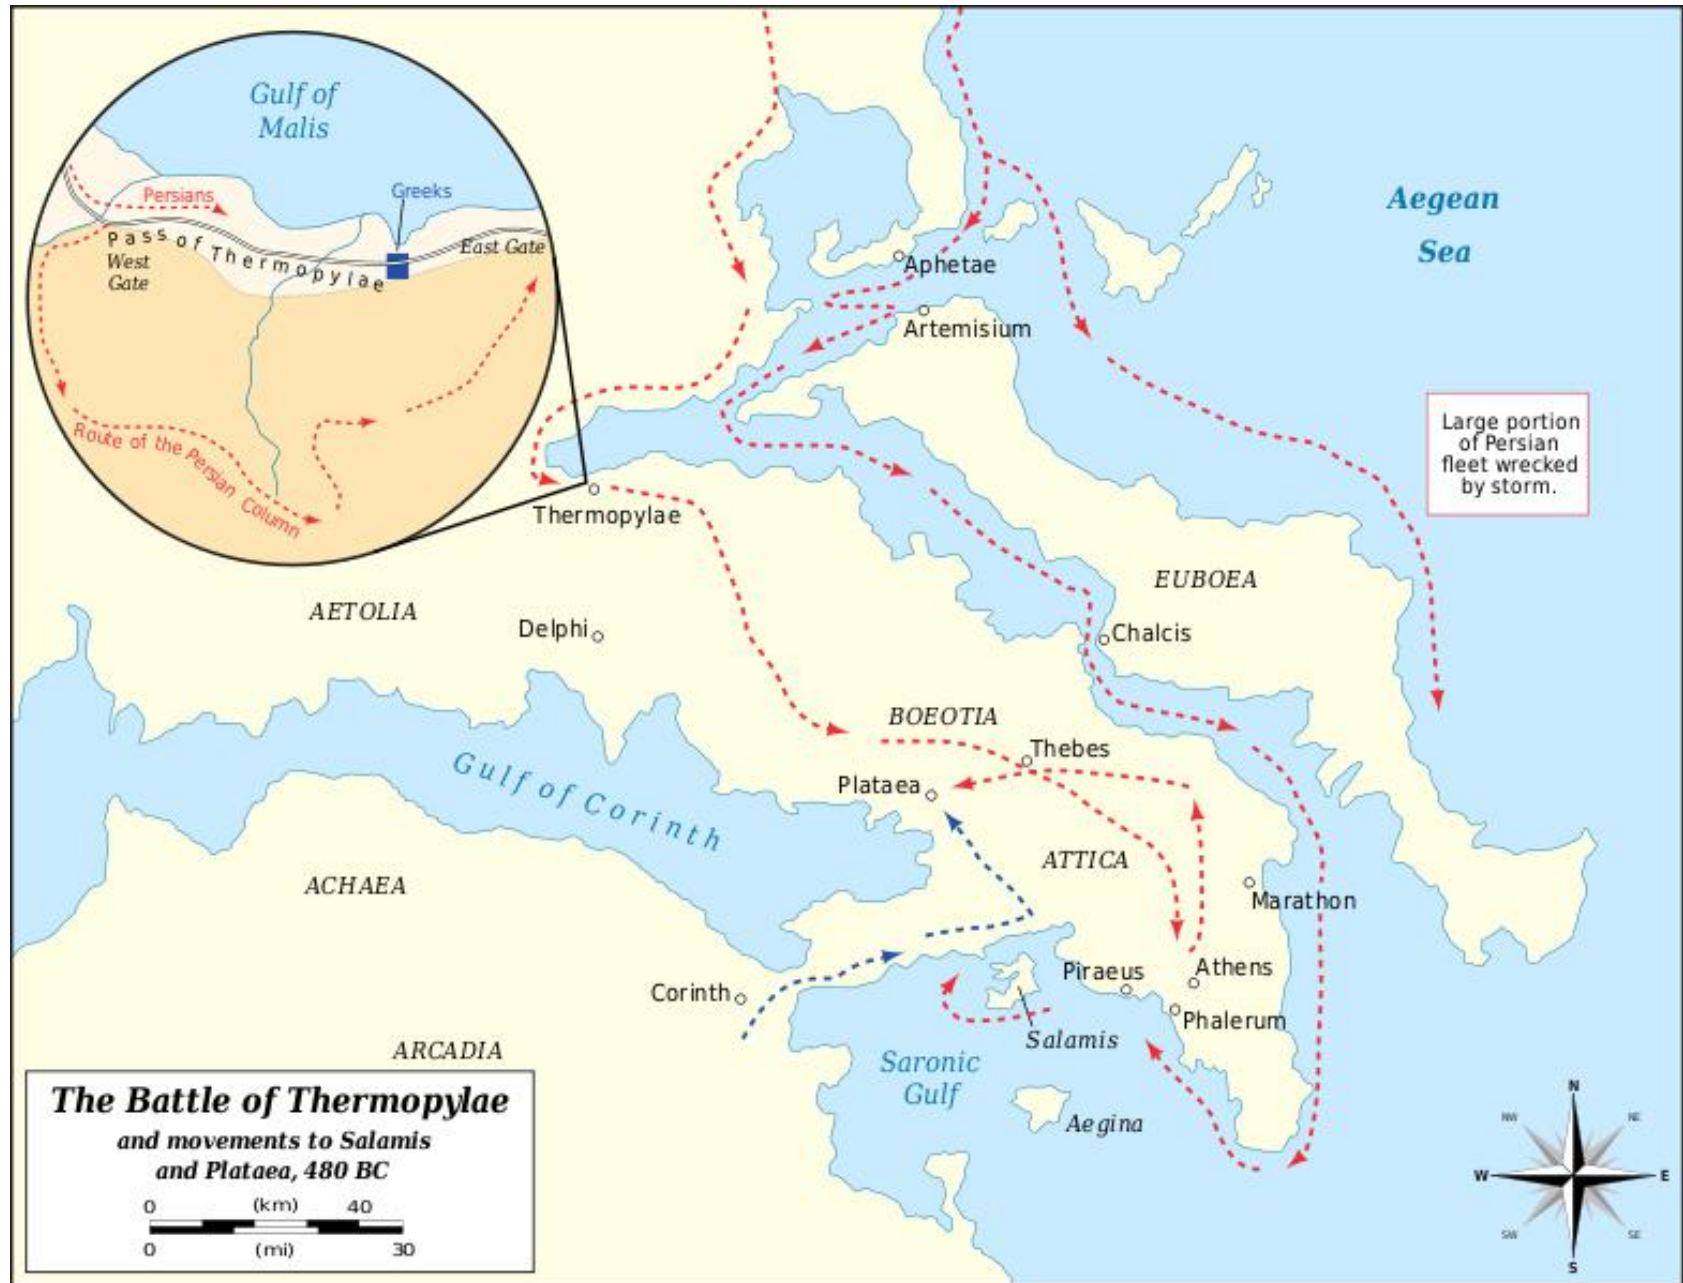 Gulf of
Malis
Persians
Greeks
Pass of Thermopylae
West
Gate
East Gate
Route of the Persian Column
Aegean
Sea
Aphetae
Artemisium
Large portion
of Persian
fleet wrecked
by storm.
Thermopylae
EUBOEA
AETOLIA
Delphi
Chalcis
BOEOTIA
Thebes
Plataea
Gulf of Corinth
ATTICA
ACHAEA
Marathon
Athens
Piraeus
Corinth
Phalerum
Salamis
ARCADIA
Saronic
Gulf
Aegina
The Battle of Thermopylae
and movements to Salamis
and Plataea, 480 BC
0 (km) 40
0 (mi) 30
N
NW NE
W E
SW SE
S